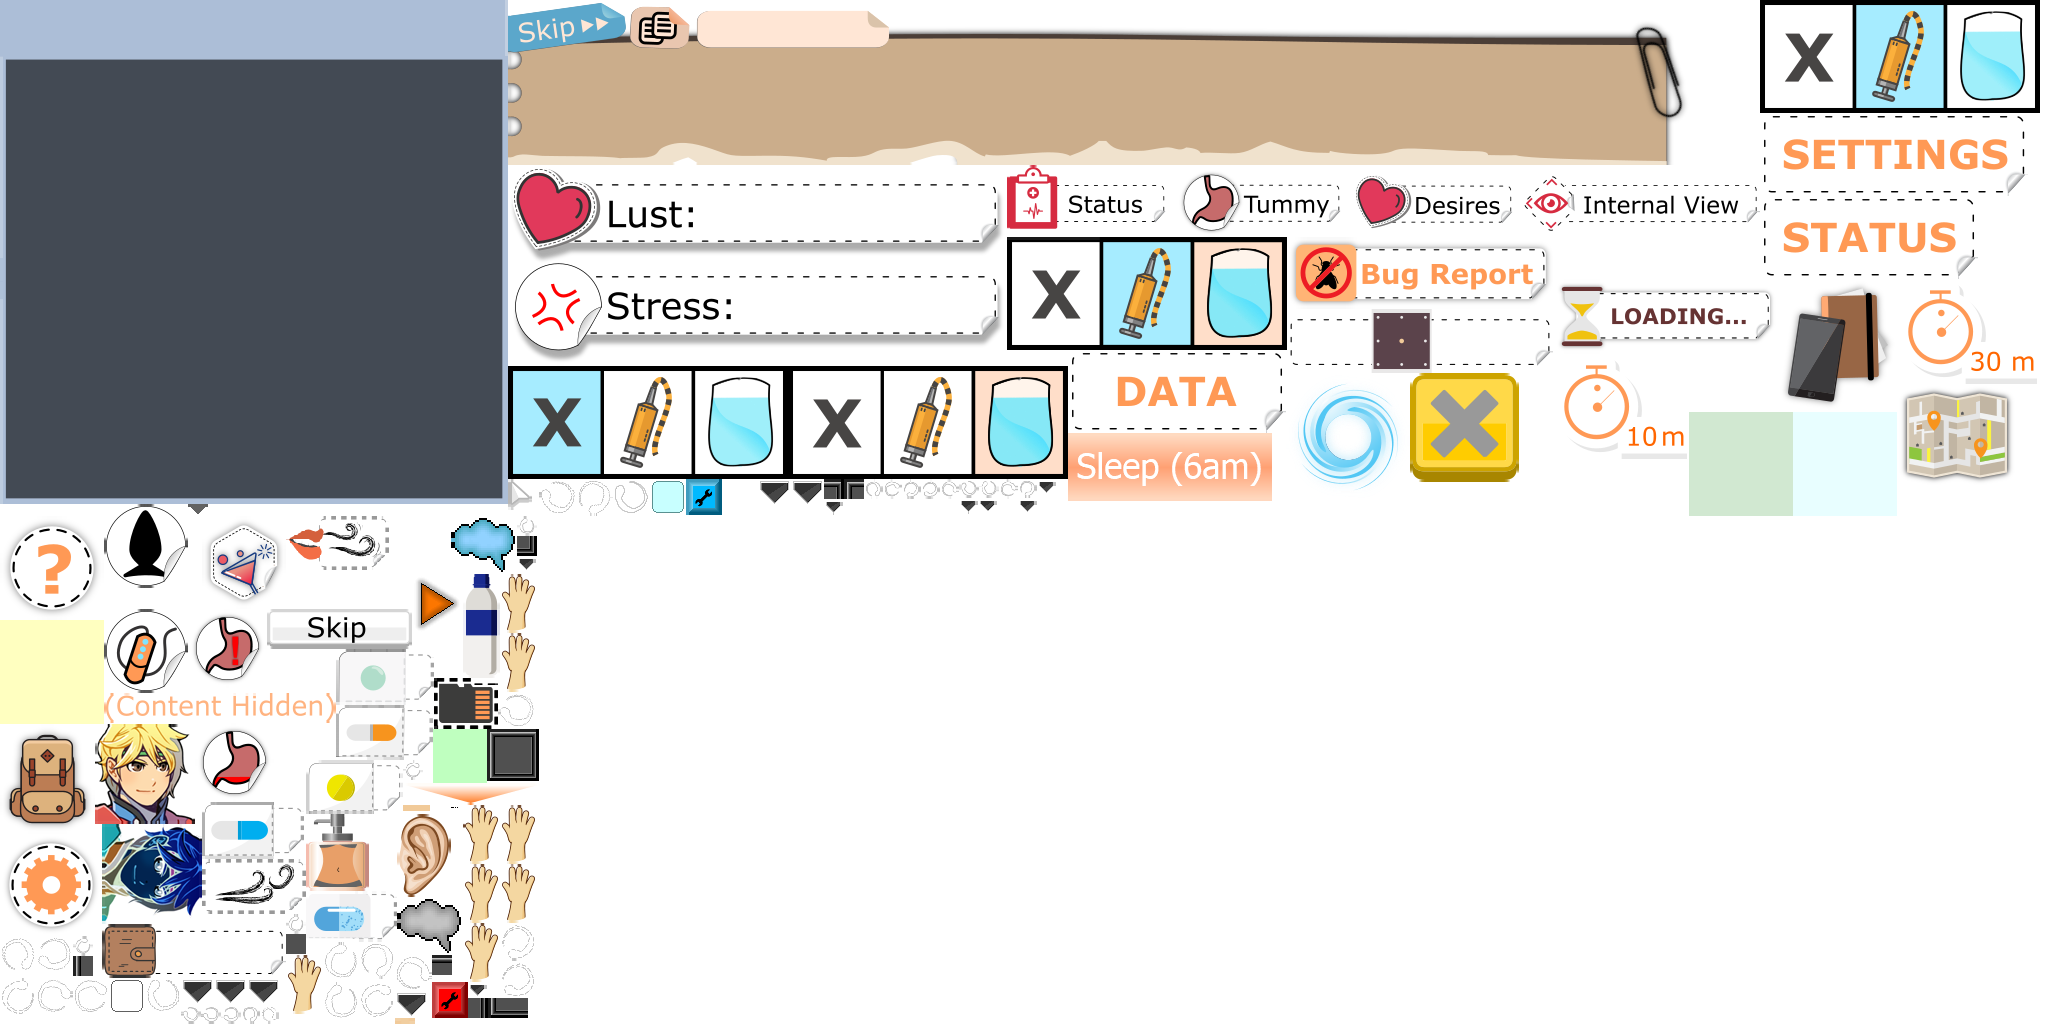 Skip
X
SETTINGS
Lust:
Status
Tummy
Desires
Internal View
STATUS
X
Bug Report
Stress:
LOADING...
30 m
X
X
DATA
10 m
Sleep (6am)
?
Skip
!
(Content Hidden)